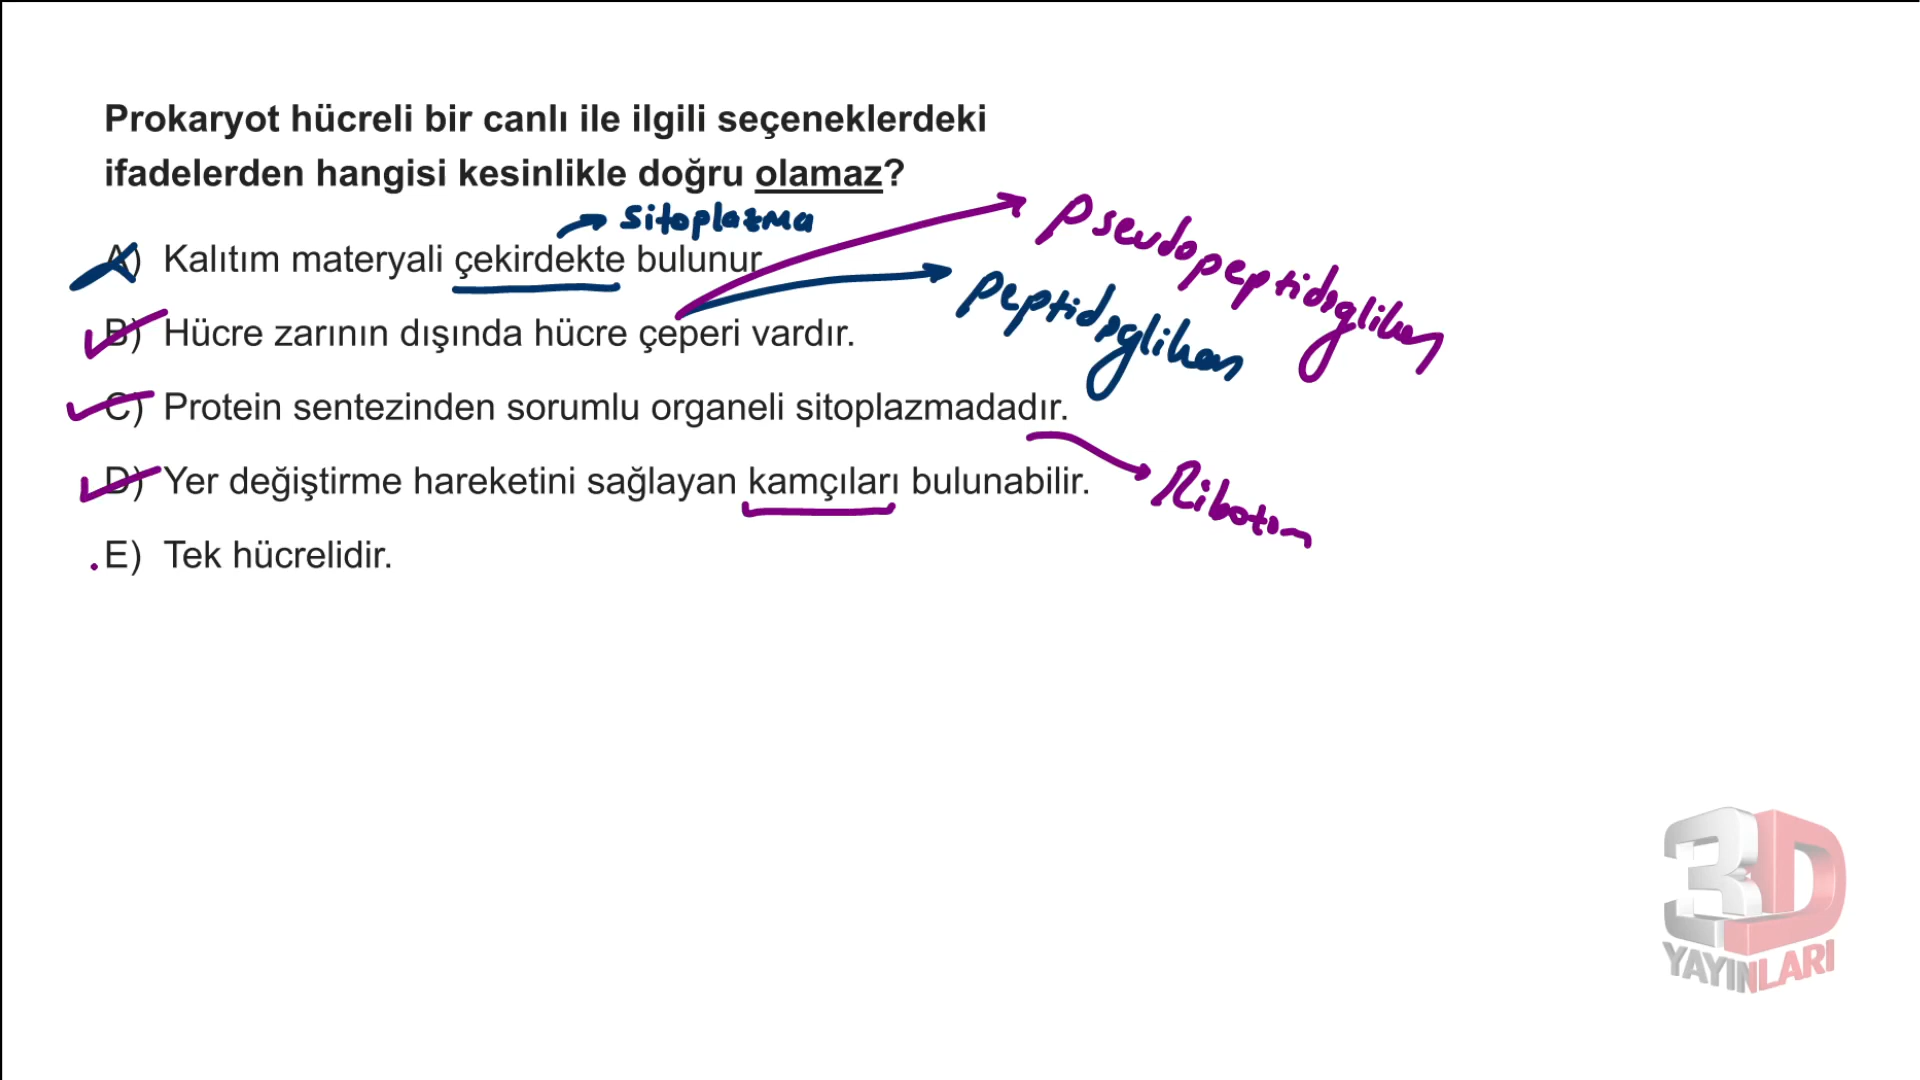 Prokaryot hücreli bir canlı ile ilgili seçeneklerdeki
ifadelerden hangisi kesinlikle doğru olamaz?
sitoplazma
A) Kalıtım materyali çekirdekte bulunur
B) Hücre zarının dışında hücre çeperi vardır.
pseudopeptidoglikan
peptidoglikan
C) Protein sentezinden sorumlu organeli sitoplazmadadır.
D) Yer değiştirme hareketini sağlayan kamçıları bulunabilir.
Ribozom
E) Tek hücrelidir.
3D
YAYINLARI